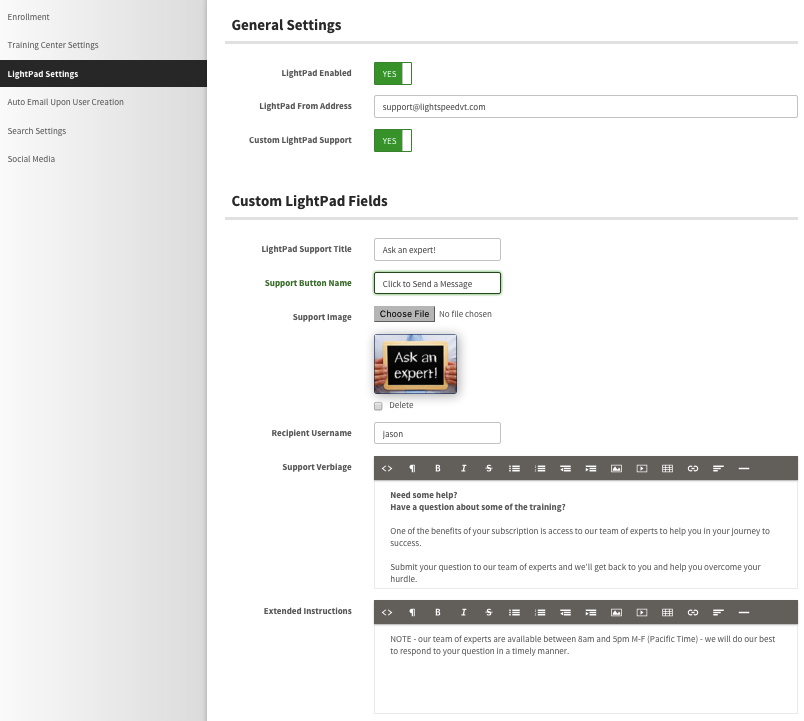 Enrollment
Training Center Settings
LightPad Settings
Auto Email Upon User Creation
Search Settings
Social Media
General Settings
LightPad Enabled
YES
LightPad From Address
support@lightspeedvt.com
Custom LightPad Support
YES
Custom LightPad Fields
LightPad Support Title
Ask an expert!
Support Button Name
Click to Send a Message
Support Image
Choose File No file chosen
Ask an
expert!
Delete
Recipient Username
jason
Support Verbiage
Need some help?
Have a question about some of the training?
One of the benefits of your subscription is access to our team of experts to help you in your journey to
success.
Submit your question to our team of experts and we'll get back to you and help you overcome your
hurdle.
Extended Instructions
NOTE - our team of experts are available between 8am and 5pm M-F (Pacific Time) - we will do our best
to respond to your question in a timely manner.